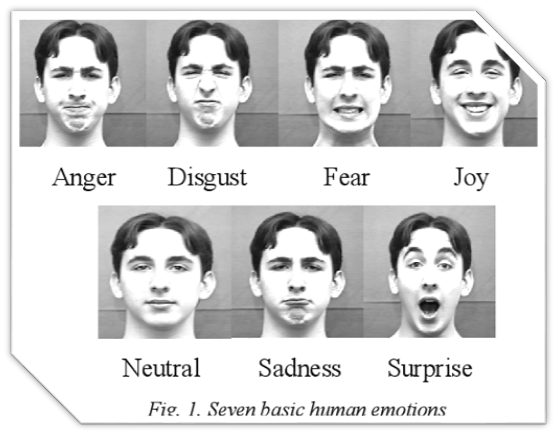 Anger Disgust Fear Joy
Neutral Sadness Surprise
Fig. 1. Seven basic human emotions